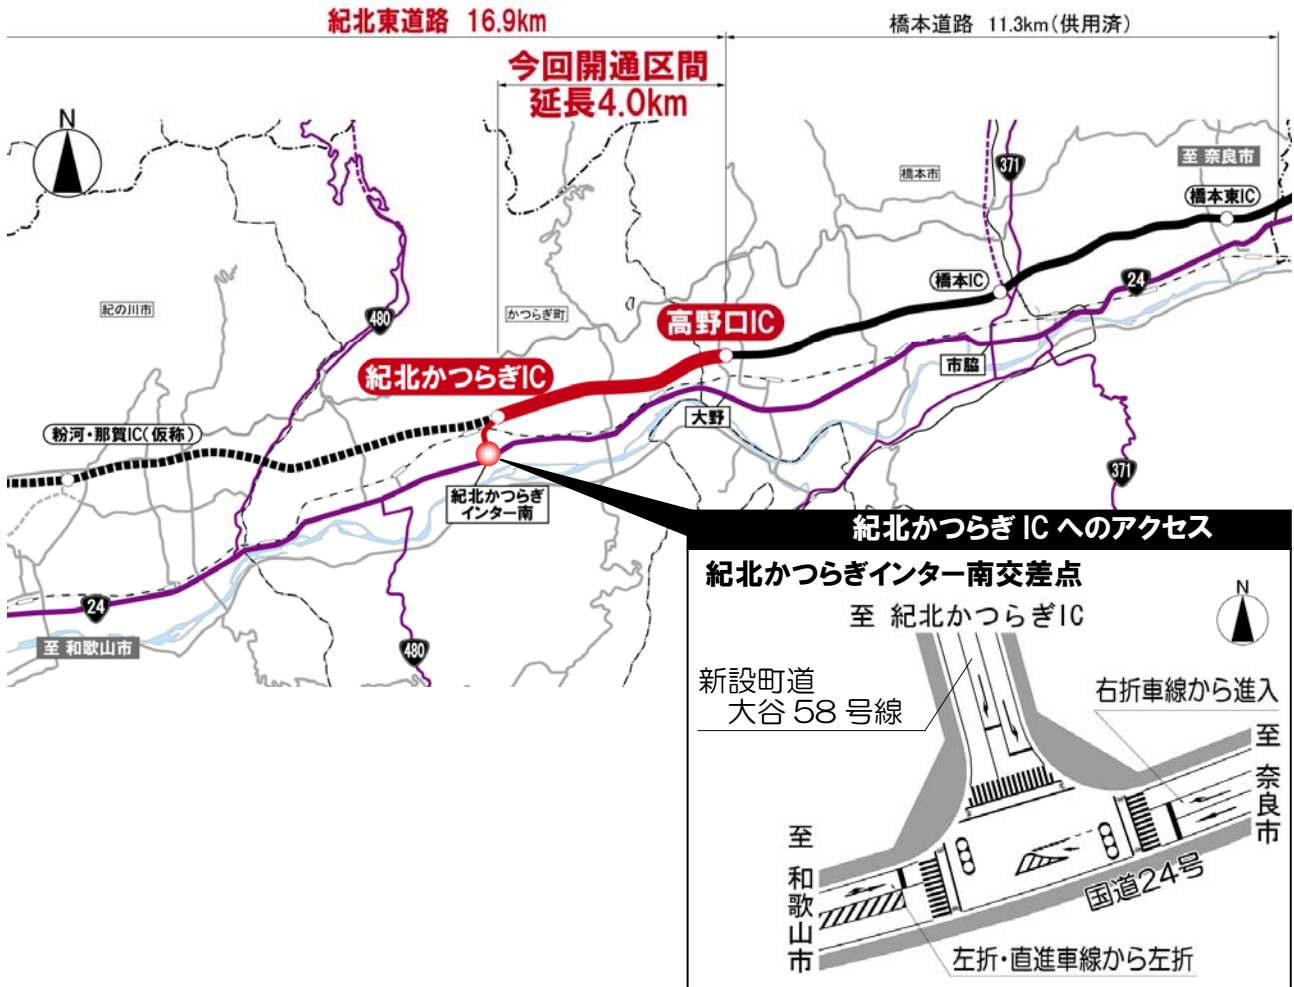 紀北東道路 16.9km
橋本道路 11.3km(供用済)
今回開通区間
延長4.0km
N
371
至 奈良市
橋本市
橋本東IC
橋本IC
24
紀の川市
480
かつらぎ町
高野口IC
紀北かつらぎIC
市脇
大野
粉河・那賀IC(仮称)
371
紀北かつらぎ
インター南
24
至 和歌山市
480
紀北かつらぎ IC へのアクセス
紀北かつらぎインター南交差点
至 紀北かつらぎIC
N
新設町道
大谷 58 号線
右折車線から進入
至 奈良市
至 和歌山市
国道24号
左折・直進車線から左折